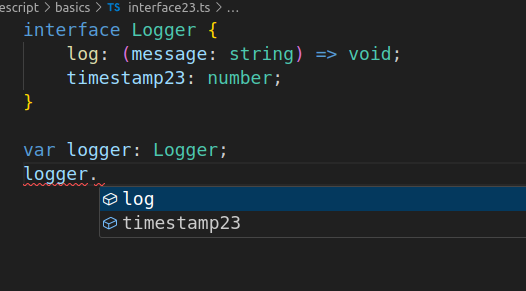 escript > basics > TS interface23.ts > ...
interface Logger {
    log: (message: string) => void;
    timestamp23: number;
}
var logger: Logger;
logger.
log
timestamp23